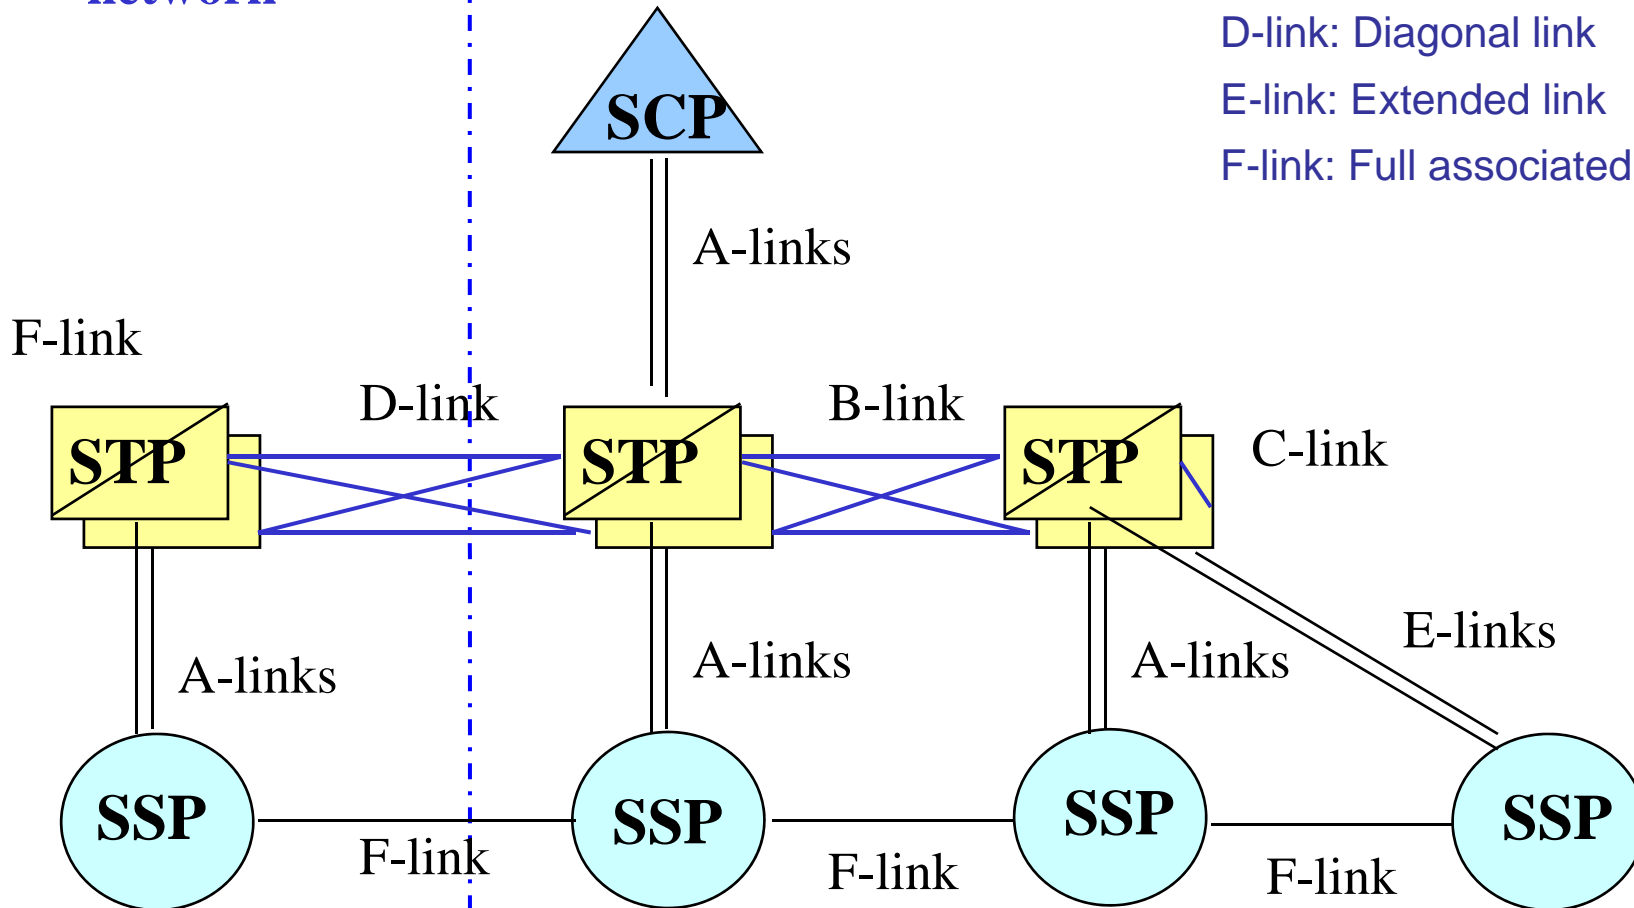 network
D-link: Diagonal link
E-link: Extended link
F-link: Full associated
SCP
A-links
F-link
D-link
B-link
C-link
STP
STP
STP
E-links
A-links
A-links
A-links
SSP
SSP
SSP
SSP
F-link
F-link
F-link